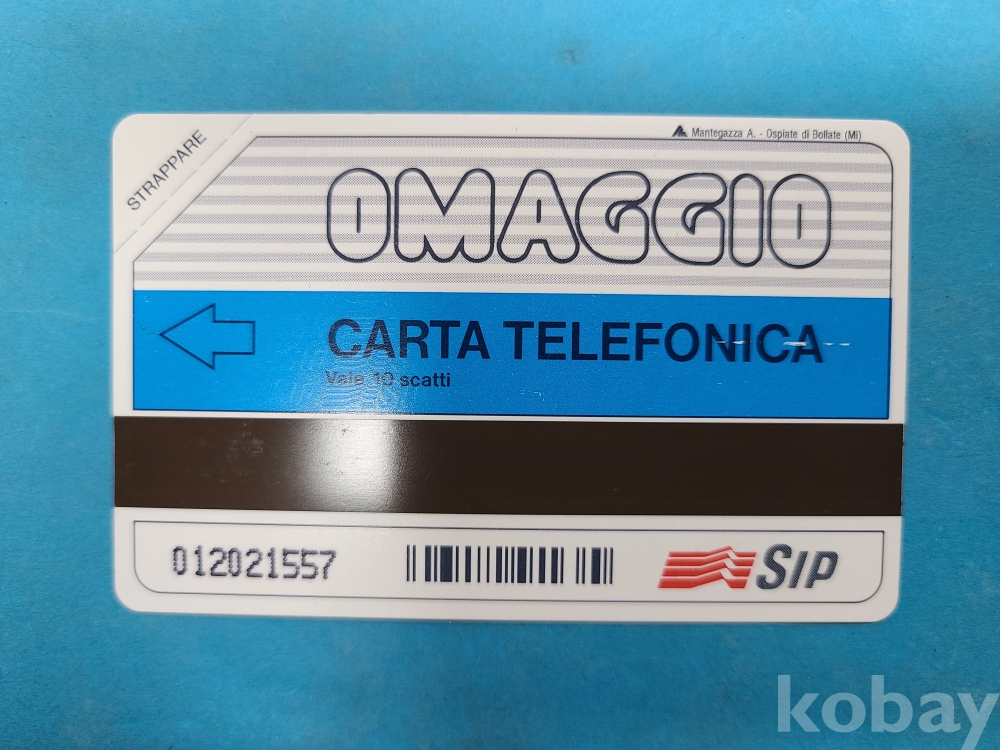 STRAPPARE
Mantegazza A. - Ospiate di Bollate (Mi)
OMAGGIO
CARTA TELEFONICA
Vale 10 scatti
012021557
SIP
kobay